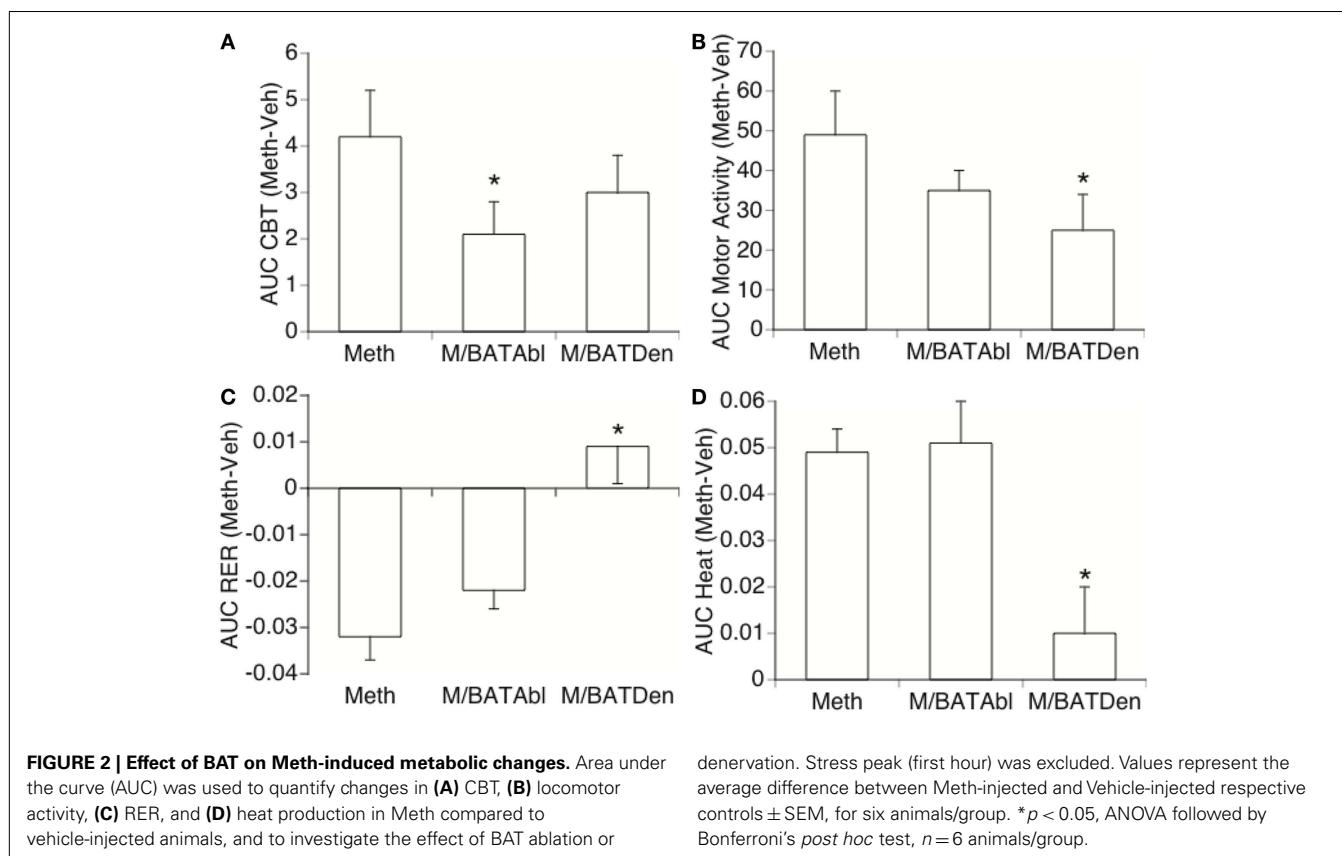 A
AUC CBT (Meth-Veh)
6
5
4
3
2
1
0
*
Meth M/BATAbl M/BATDen
B
AUC Motor Activity (Meth-Veh)
70
60
50
40
30
20
10
0
*
Meth M/BATAbl M/BATDen
C
AUC RER (Meth-Veh)
0.02
0.01
0
-0.01
-0.02
-0.03
-0.04
*
Meth M/BATAbl M/BATDen
D
AUC Heat (Meth-Veh)
0.06
0.05
0.04
0.03
0.02
0.01
0
*
Meth M/BATAbl M/BATDen
FIGURE 2 | Effect of BAT on Meth-induced metabolic changes. Area under
the curve (AUC) was used to quantify changes in (A) CBT, (B) locomotor
activity, (C) RER, and (D) heat production in Meth compared to
vehicle-injected animals, and to investigate the effect of BAT ablation or
denervation. Stress peak (first hour) was excluded. Values represent the
average difference between Meth-injected and Vehicle-injected respective
controls ± SEM, for six animals/group. *p < 0.05, ANOVA followed by
Bonferroni's post hoc test, n = 6 animals/group.